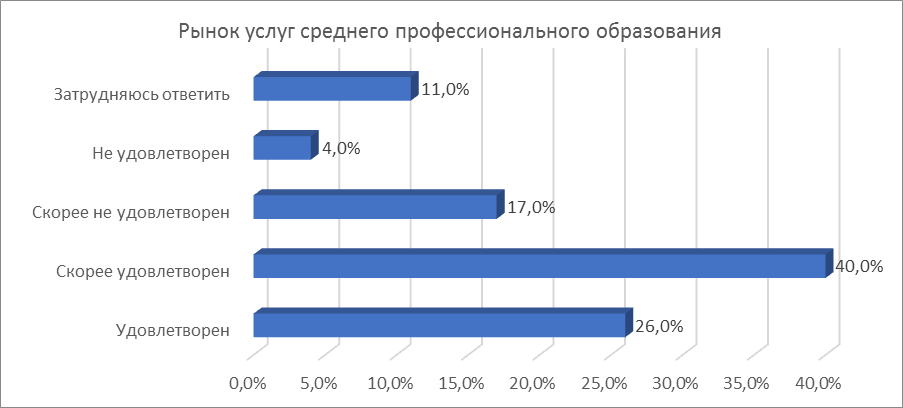 Рынок услуг среднего профессионального образования
Затрудняюсь ответить
11,0%
Не удовлетворен
4,0%
Скорее не удовлетворен
17,0%
Скорее удовлетворен
40,0%
Удовлетворен
26,0%
0,0% 5,0% 10,0% 15,0% 20,0% 25,0% 30,0% 35,0% 40,0%